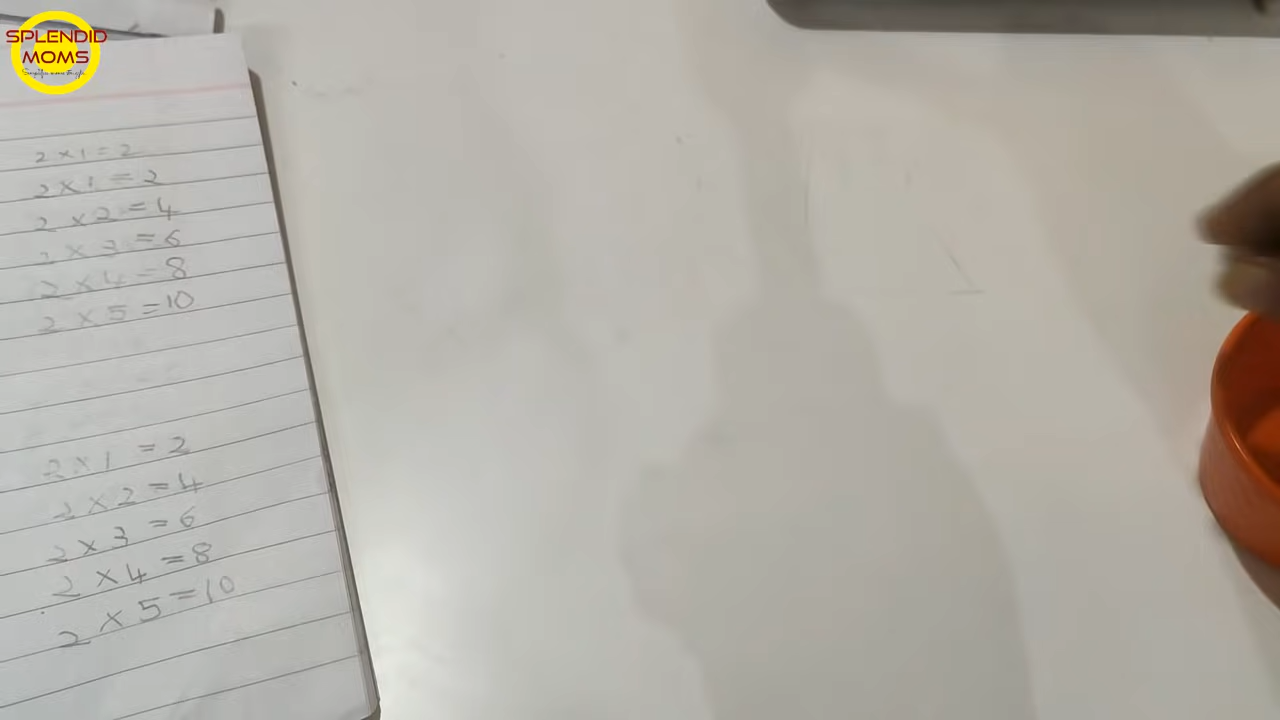 SPLENDID
MOMS
2 × 1 = 2
2 × 1 = 2
2 × 2 = 4
2 × 3 = 6
2 × 4 = 8
2 × 5 = 10
2 × 1 = 2
2 × 2 = 4
2 × 3 = 6
2 × 4 = 8
2 × 5 = 10